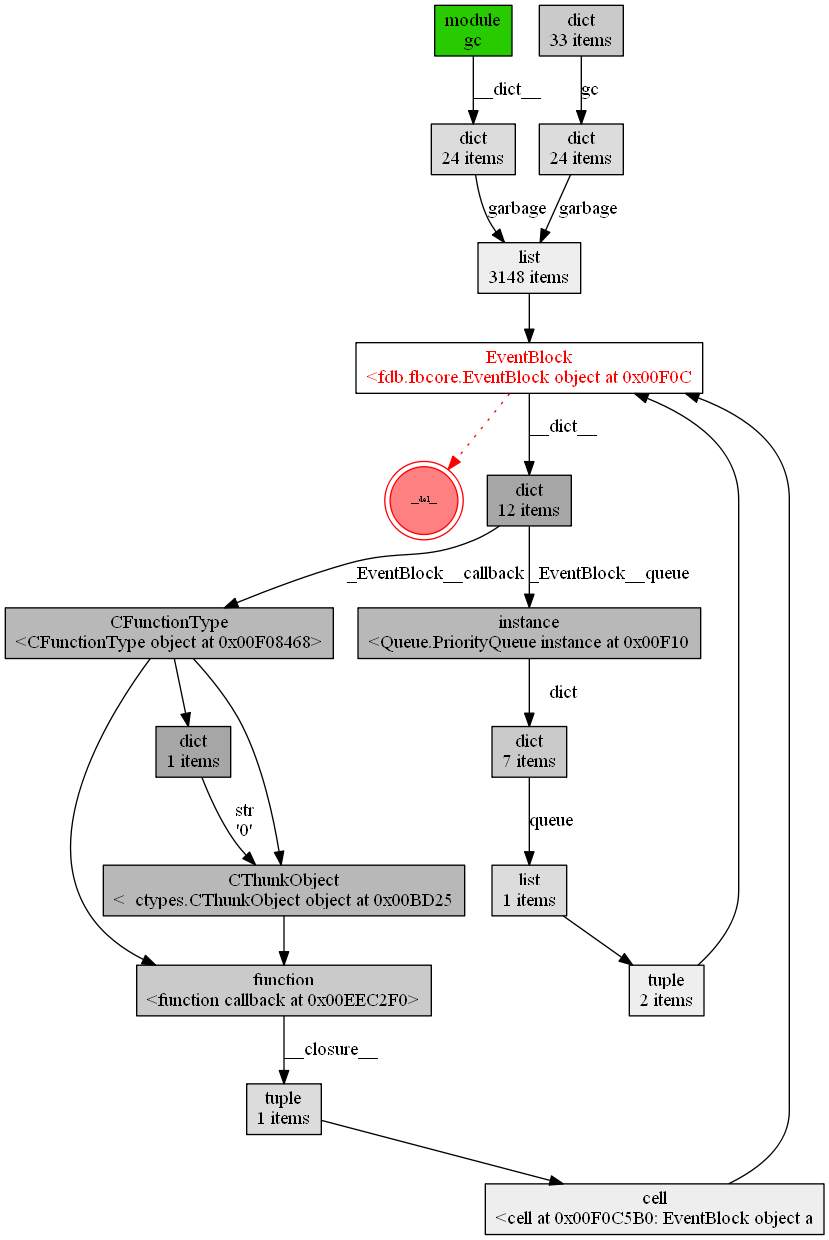 module
gc
dict
33 items
__dict__
gc
dict
24 items
dict
24 items
garbage
garbage
list
3148 items
EventBlock
<fdb.fbcore.EventBlock object at 0x00F0C
__dict__
__del__
dict
12 items
_EventBlock__callback
_EventBlock__queue
CFunctionType
<CFunctionType object at 0x00F08468>
instance
<Queue.PriorityQueue instance at 0x00F10
dict
dict
1 items
dict
7 items
str
'0'
queue
CThunkObject
< ctypes.CThunkObject object at 0x00BD25
list
1 items
function
<function callback at 0x00EEC2F0>
tuple
2 items
__closure__
tuple
1 items
cell
<cell at 0x00F0C5B0: EventBlock object a